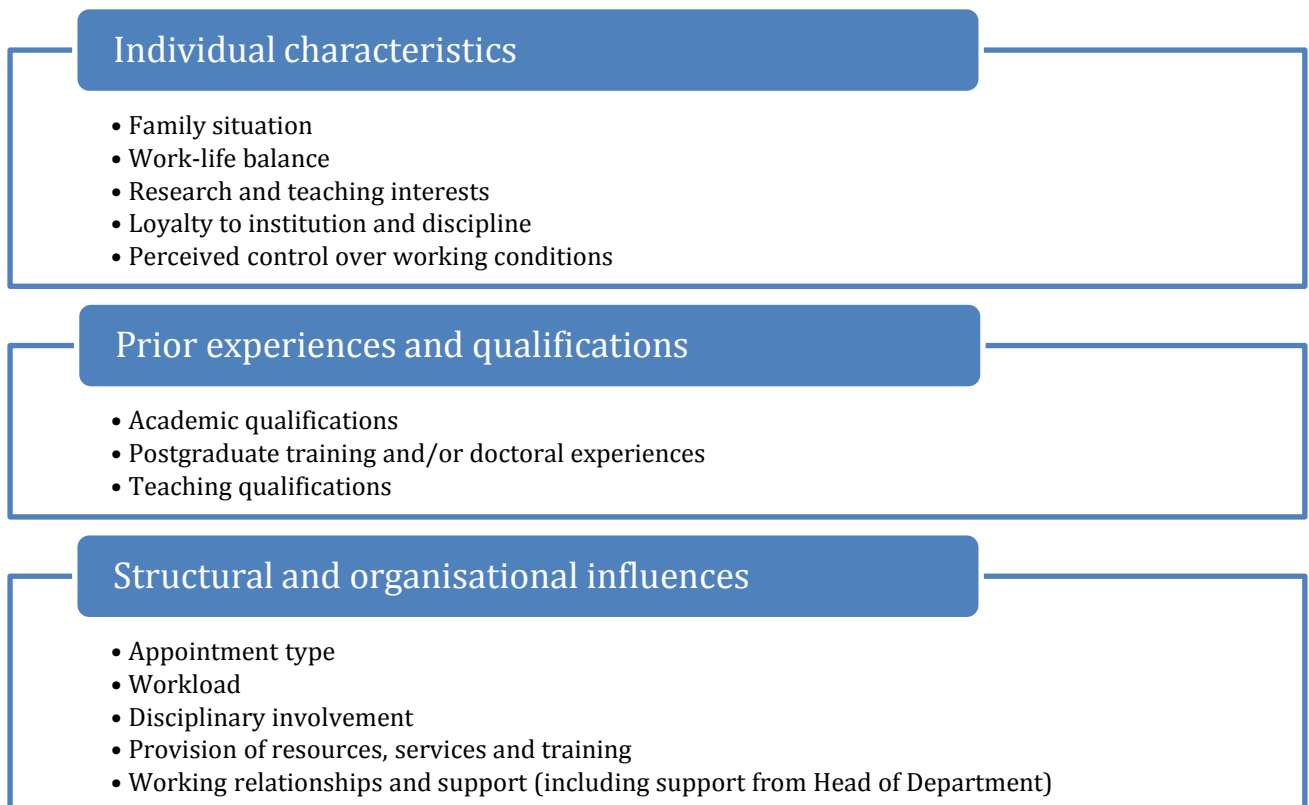 Individual characteristics
• Family situation
• Work-life balance
• Research and teaching interests
• Loyalty to institution and discipline
• Perceived control over working conditions
Prior experiences and qualifications
• Academic qualifications
• Postgraduate training and/or doctoral experiences
• Teaching qualifications
Structural and organisational influences
• Appointment type
• Workload
• Disciplinary involvement
• Provision of resources, services and training
• Working relationships and support (including support from Head of Department)